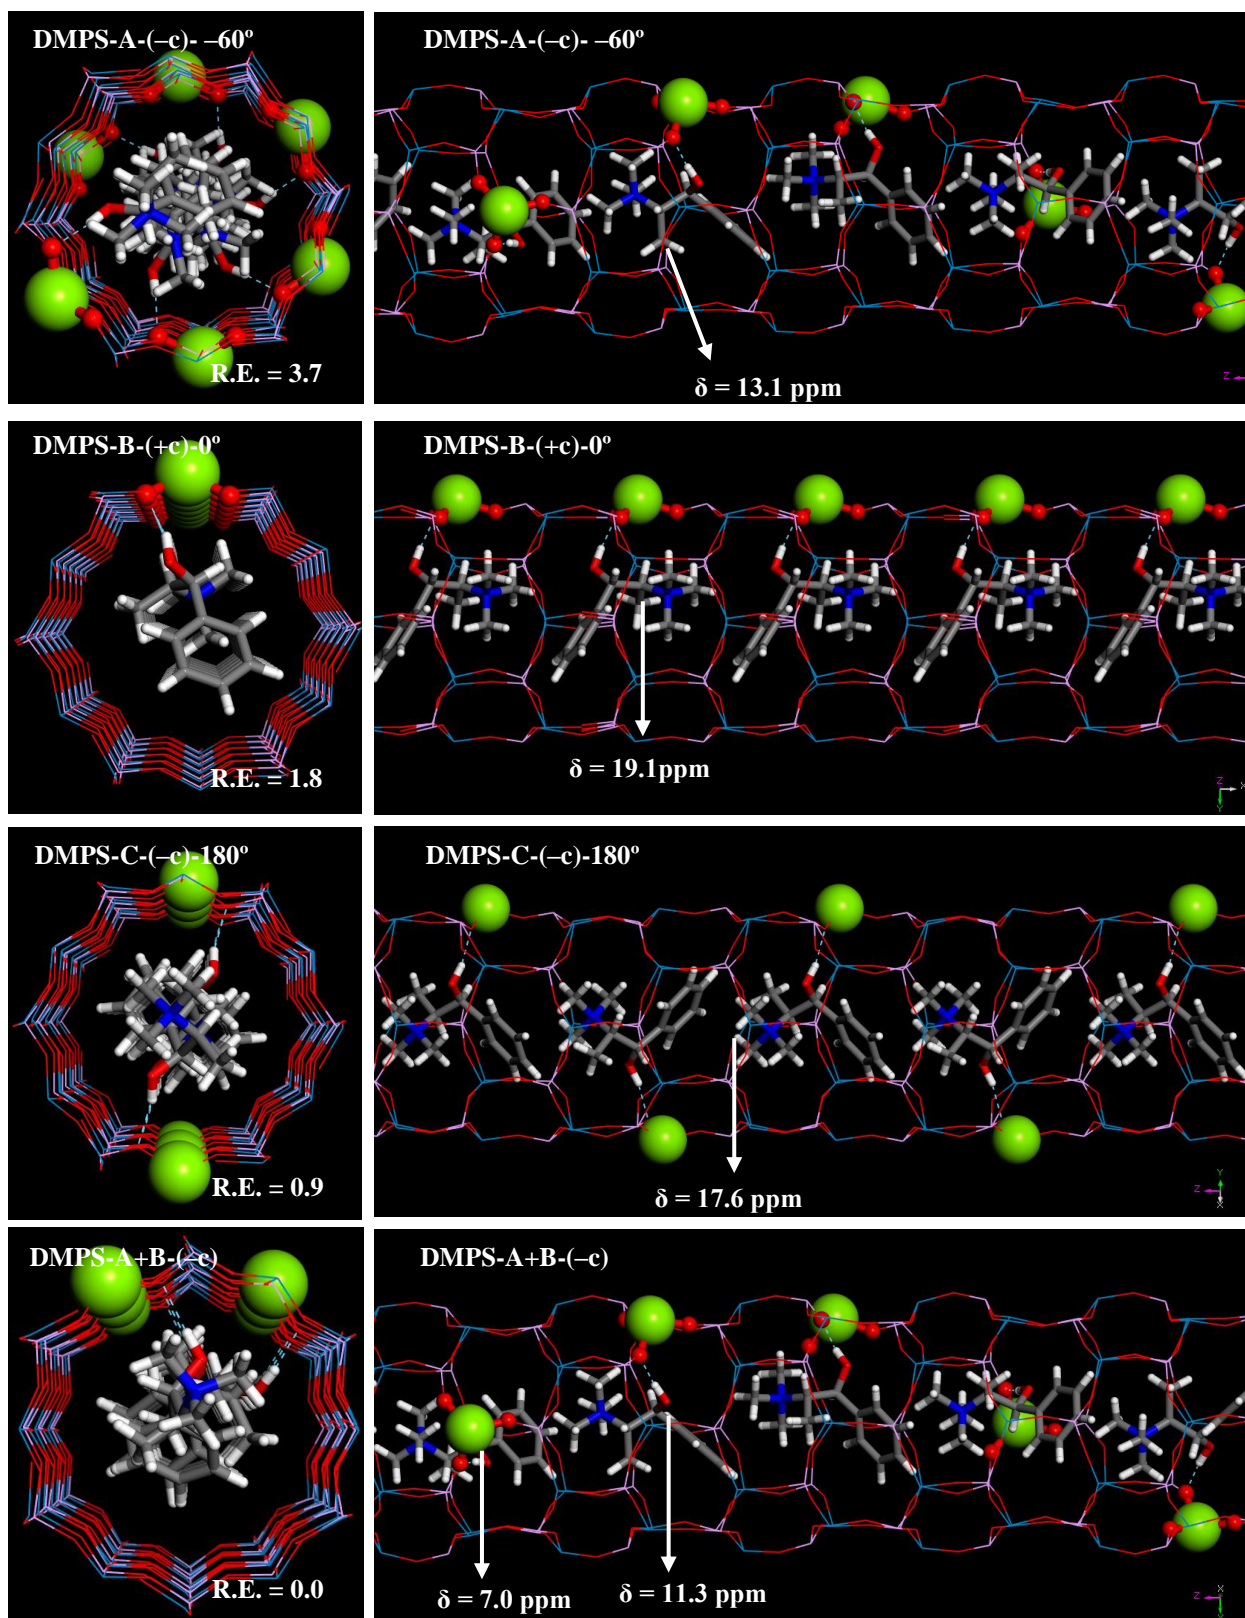 DMPS-A-(–c)- –60º
R.E. = 3.7
DMPS-A-(–c)- –60º
δ = 13.1 ppm
Z
DMPS-B-(+c)-0º
R.E. = 1.8
DMPS-B-(+c)-0º
δ = 19.1ppm
Z
X
Y
DMPS-C-(–c)-180º
R.E. = 0.9
DMPS-C-(–c)-180º
δ = 17.6 ppm
Y
Z
X
DMPS-A+B-(–c)
R.E. = 0.0
DMPS-A+B-(–c)
δ = 7.0 ppm
δ = 11.3 ppm
X
Z